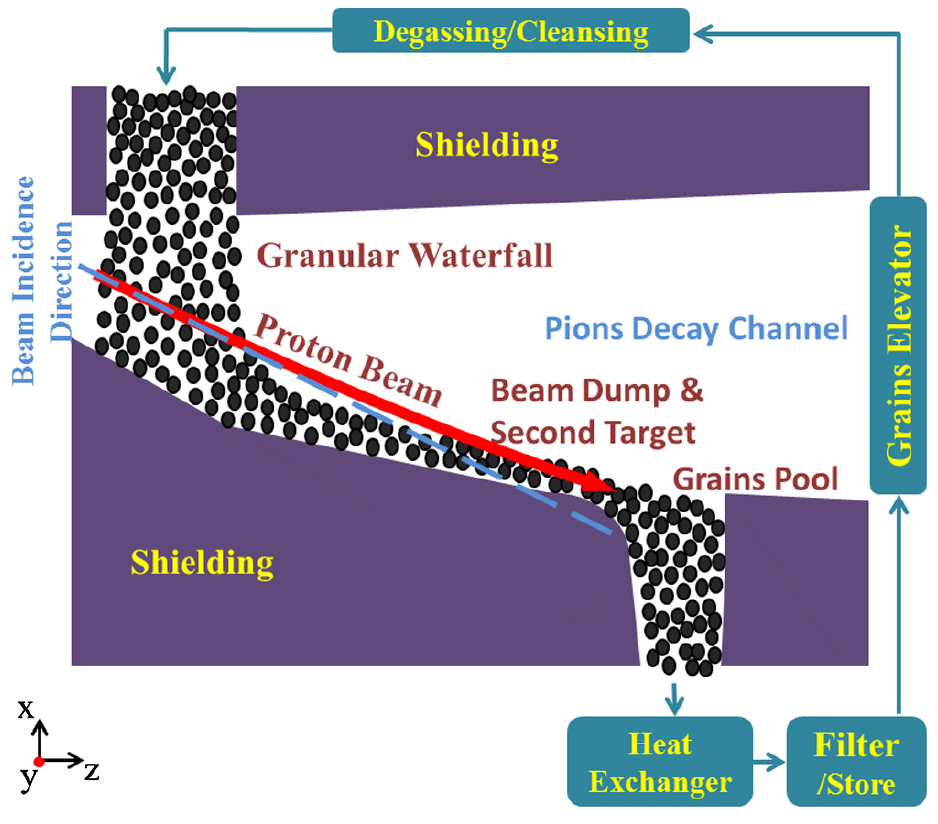 Degassing/Cleansing
Shielding
Beam Incidence
Direction
Granular Waterfall
Proton Beam
Pions Decay Channel
Beam Dump &
Second Target
Grains Pool
Grains Elevator
Shielding
Heat
Exchanger
Filter
/Store
x
y
z